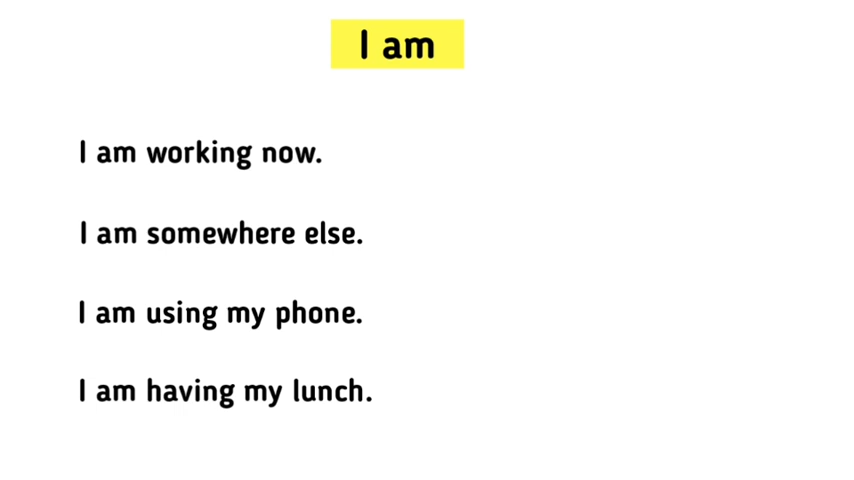 I am
I am working now.
I am somewhere else.
I am using my phone.
I am having my lunch.